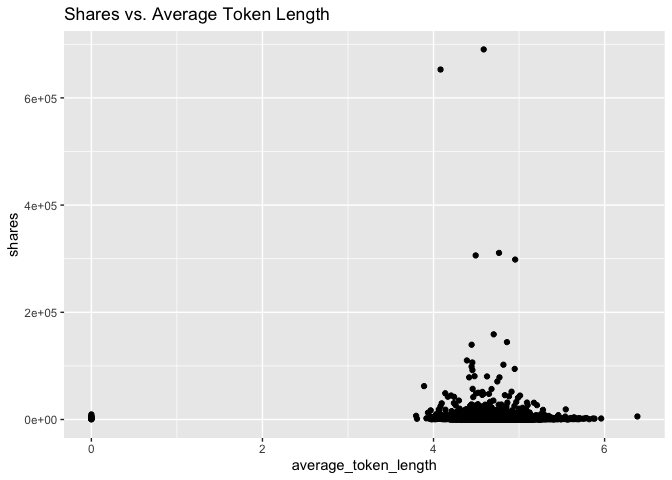 Shares vs. Average Token Length
shares
6e+05
4e+05
2e+05
0e+00
0
2
4
6
average_token_length